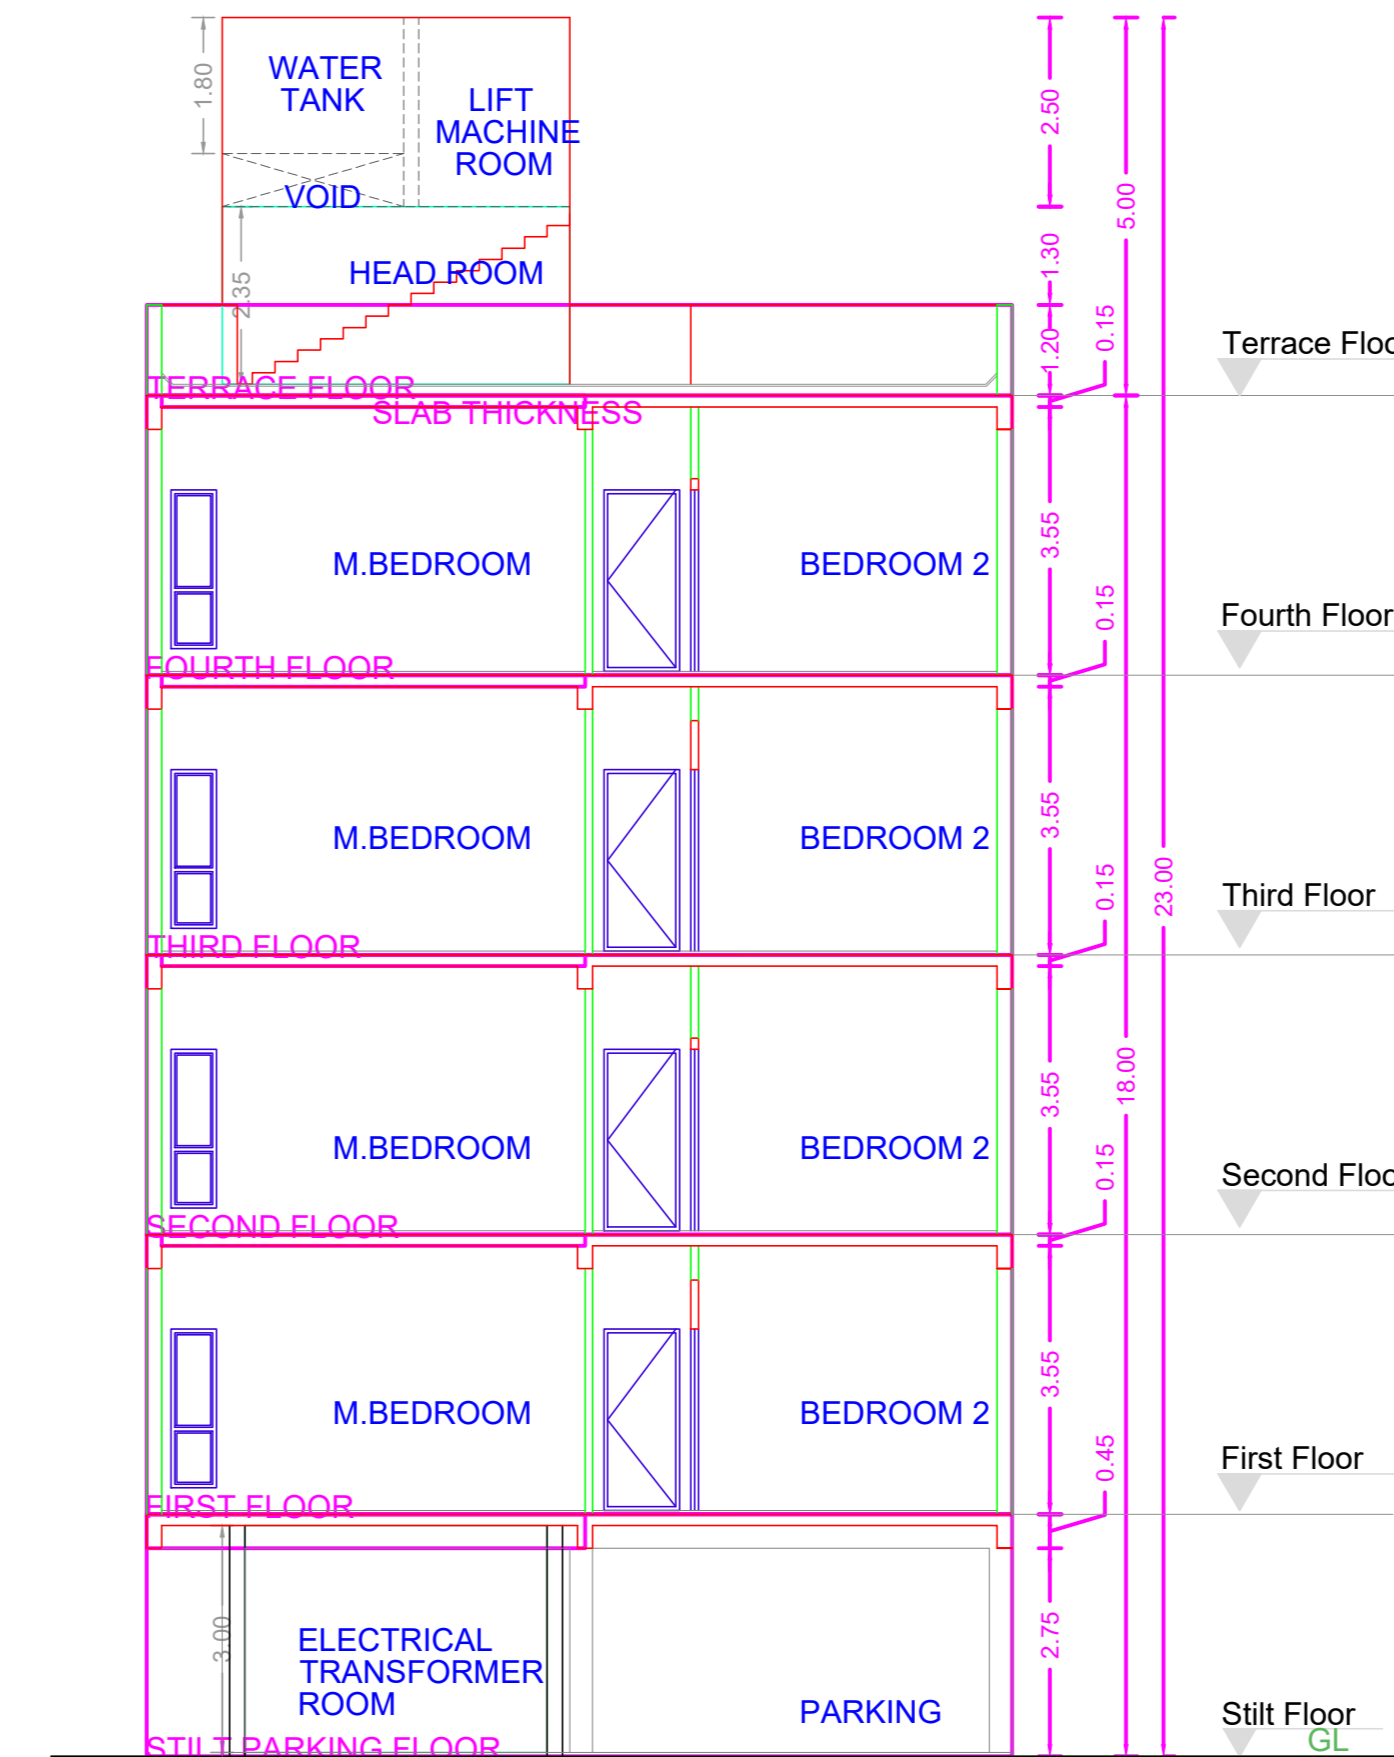 1.80
WATER
TANK
LIFT
MACHINE
ROOM
VOID
2.50
5.00
HEAD ROOM
2.35
1.30
1.20
0.15
Terrace Floo
TERRACE FLOOR
SLAB THICKNESS
3.55
M.BEDROOM
BEDROOM 2
0.15
Fourth Floor
FOURTH FLOOR
3.55
M.BEDROOM
BEDROOM 2
0.15
23.00
Third Floor
THIRD FLOOR
3.55
18.00
M.BEDROOM
BEDROOM 2
0.15
Second Floo
SECOND FLOOR
3.55
M.BEDROOM
BEDROOM 2
0.45
First Floor
FIRST FLOOR
3.00
ELECTRICAL
TRANSFORMER
ROOM
2.75
PARKING
Stilt Floor
GL
STILT PARKING FLOOR